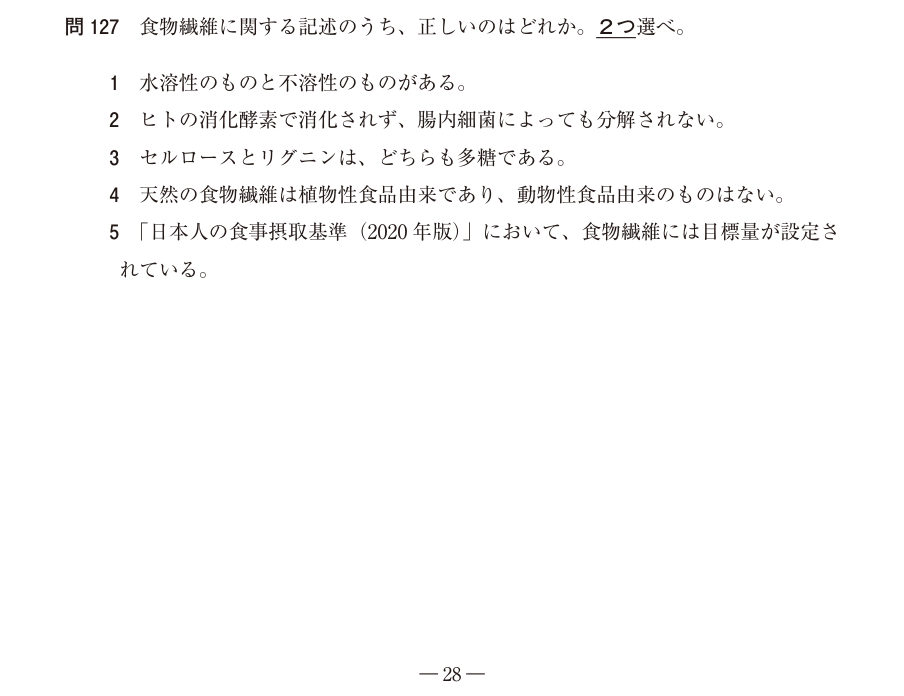 問 127　食物繊維に関する記述のうち、正しいのはどれか。２つ選べ。
1　水溶性のものと不溶性のものがある。
2　ヒトの消化酵素で消化されず、腸内細菌によっても分解されない。
3　セルロースとリグニンは、どちらも多糖である。
4　天然の食物繊維は植物性食品由来であり、動物性食品由来のものはない。
5　「日本人の食事摂取基準（2020 年版）」において、食物繊維には目標量が設定さ
れている。
— 28 —